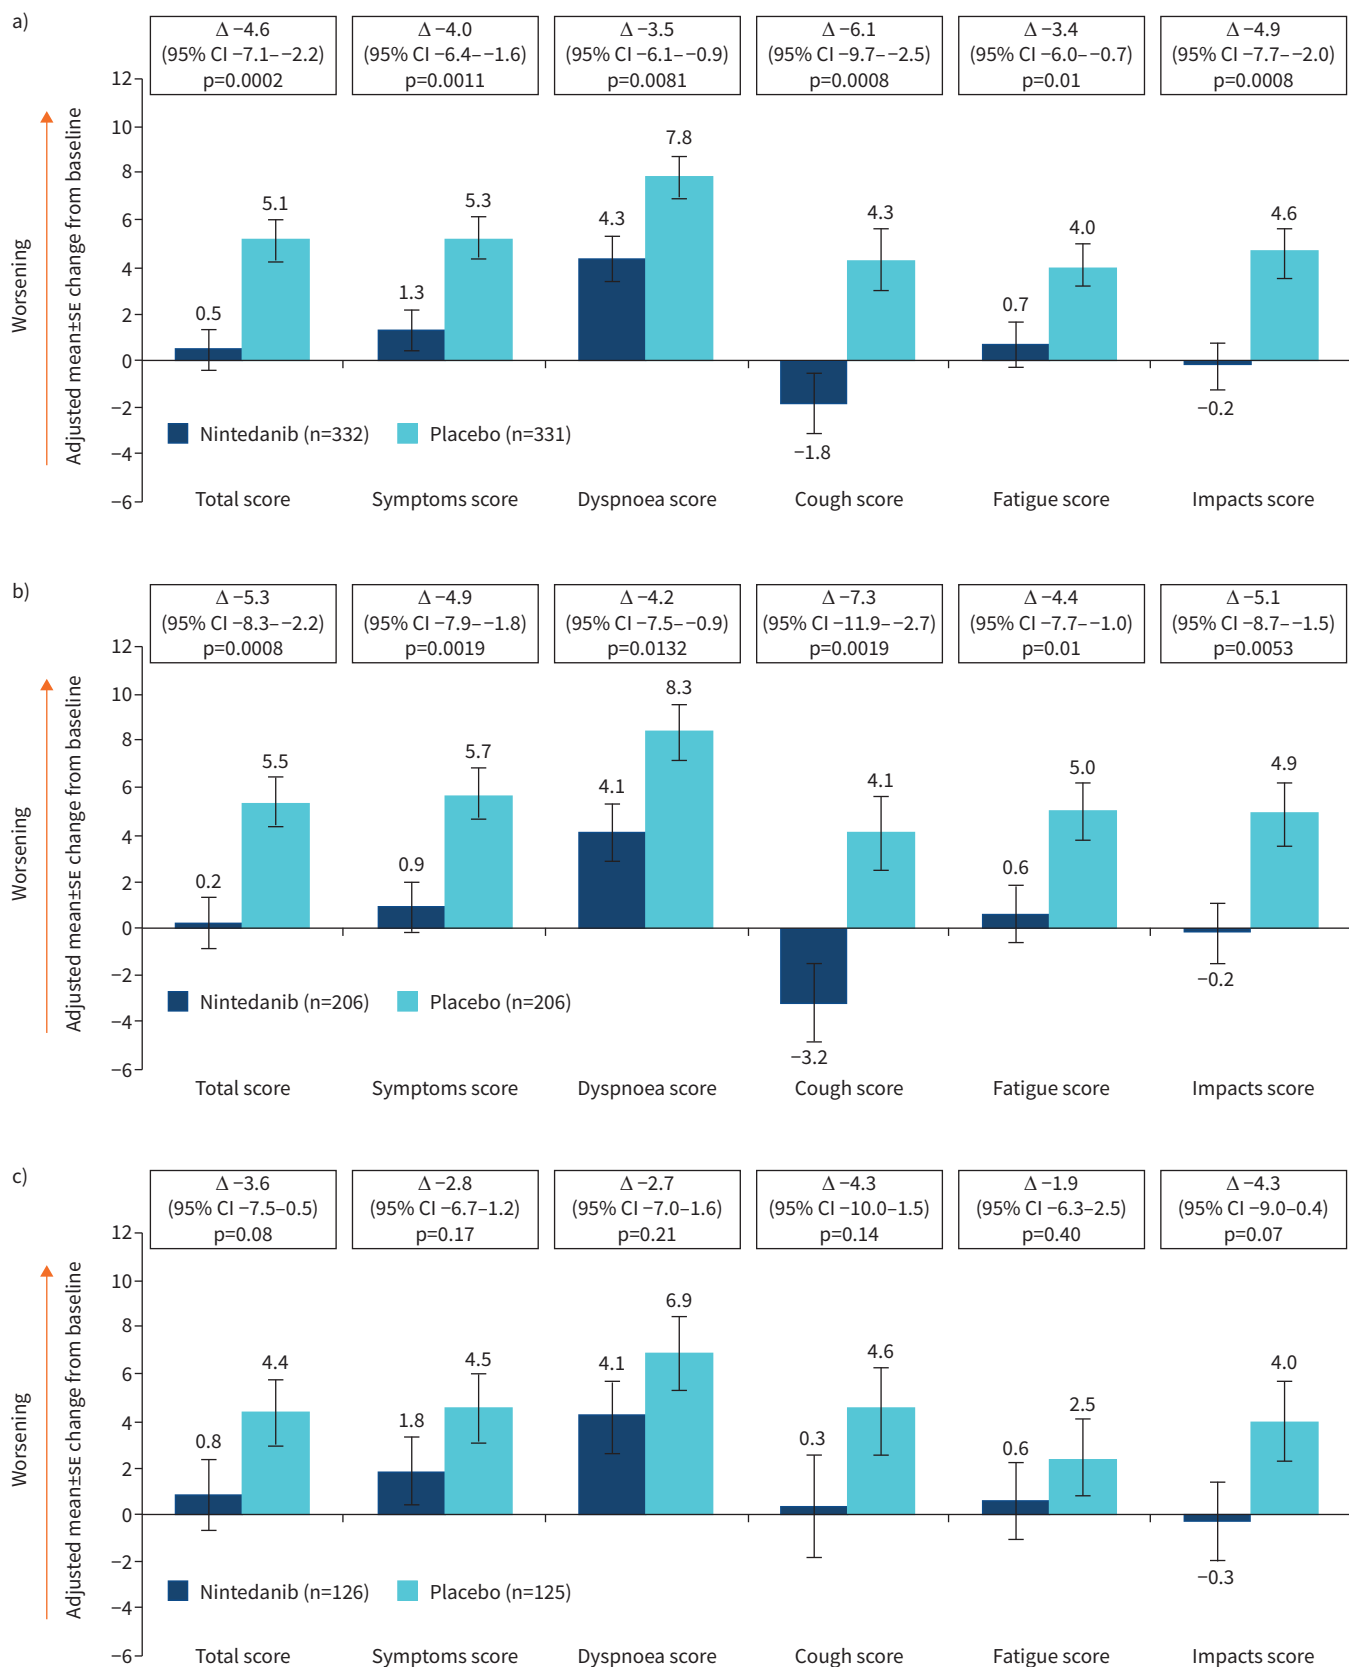 a)
Δ −4.6
(95% CI −7.1– −2.2)
p=0.0002
Δ −4.0
(95% CI −6.4– −1.6)
p=0.0011
Δ −3.5
(95% CI −6.1– −0.9)
p=0.0081
Δ −6.1
(95% CI −9.7– −2.5)
p=0.0008
Δ −3.4
(95% CI −6.0– −0.7)
p=0.01
Δ −4.9
(95% CI −7.7– −2.0)
p=0.0008
Worsening
Adjusted mean±SE change from baseline
12
10
8
6
4
2
0
−2
−4
−6
0.5
5.1
1.3
5.3
4.3
7.8
−1.8
4.3
0.7
4.0
−0.2
4.6
Nintedanib (n=332)
Placebo (n=331)
Total score
Symptoms score
Dyspnoea score
Cough score
Fatigue score
Impacts score
b)
Δ −5.3
(95% CI −8.3– −2.2)
p=0.0008
Δ −4.9
(95% CI −7.9– −1.8)
p=0.0019
Δ −4.2
(95% CI −7.5– −0.9)
p=0.0132
Δ −7.3
(95% CI −11.9– −2.7)
p=0.0019
Δ −4.4
(95% CI −7.7– −1.0)
p=0.01
Δ −5.1
(95% CI −8.7– −1.5)
p=0.0053
Worsening
Adjusted mean±SE change from baseline
12
10
8
6
4
2
0
−2
−4
−6
0.2
5.5
0.9
5.7
4.1
8.3
−3.2
4.1
0.6
5.0
−0.2
4.9
Nintedanib (n=206)
Placebo (n=206)
Total score
Symptoms score
Dyspnoea score
Cough score
Fatigue score
Impacts score
c)
Δ −3.6
(95% CI −7.5–0.5)
p=0.08
Δ −2.8
(95% CI −6.7–1.2)
p=0.17
Δ −2.7
(95% CI −7.0–1.6)
p=0.21
Δ −4.3
(95% CI −10.0–1.5)
p=0.14
Δ −1.9
(95% CI −6.3–2.5)
p=0.40
Δ −4.3
(95% CI −9.0–0.4)
p=0.07
Worsening
Adjusted mean±SE change from baseline
12
10
8
6
4
2
0
−2
−4
−6
0.8
4.4
1.8
4.5
4.1
6.9
0.3
4.6
0.6
2.5
−0.3
4.0
Nintedanib (n=126)
Placebo (n=125)
Total score
Symptoms score
Dyspnoea score
Cough score
Fatigue score
Impacts score